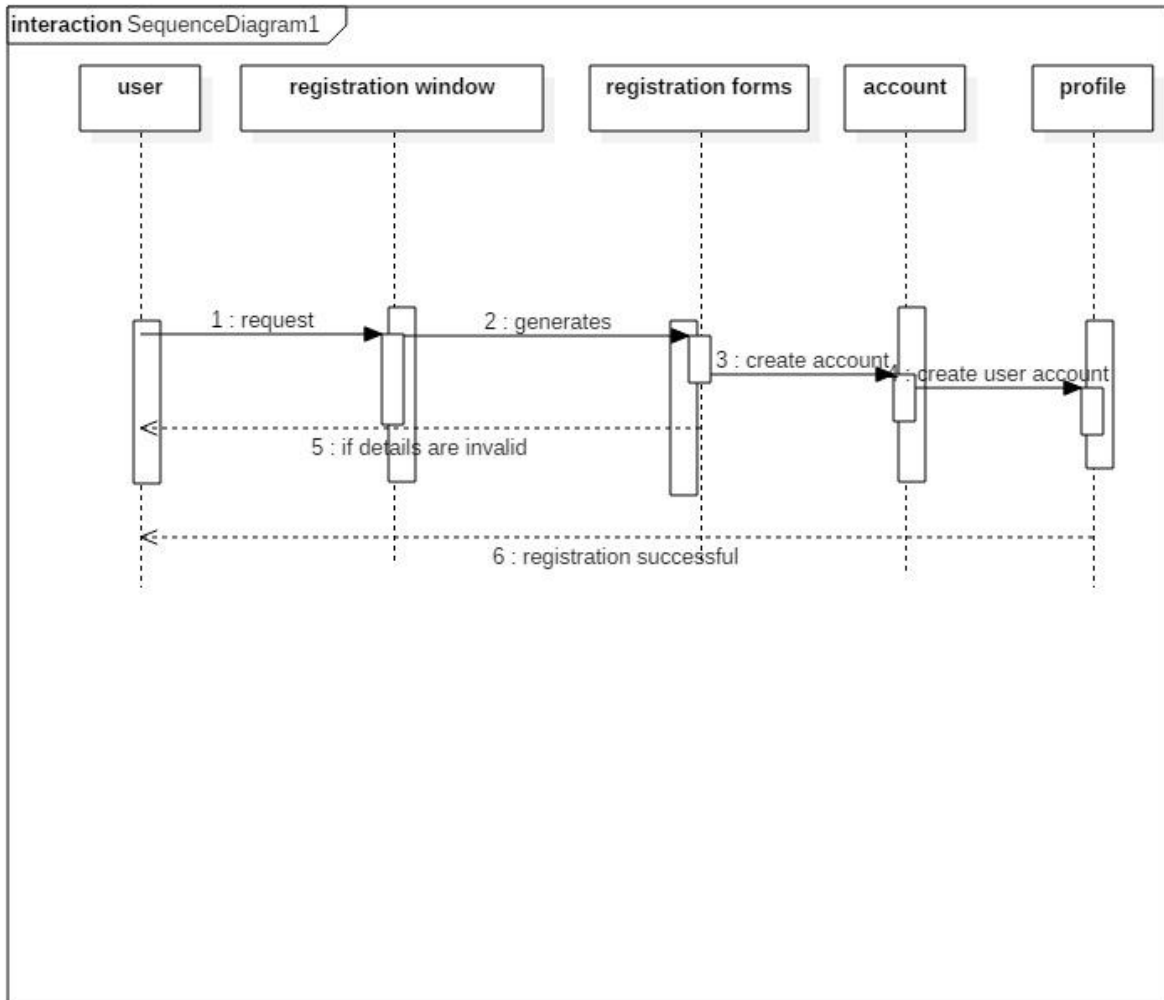 interaction SequenceDiagram1
user
registration window
registration forms
account
profile
1 : request
2 : generates
3 : create account
4 : create user account
5 : if details are invalid
6 : registration successful